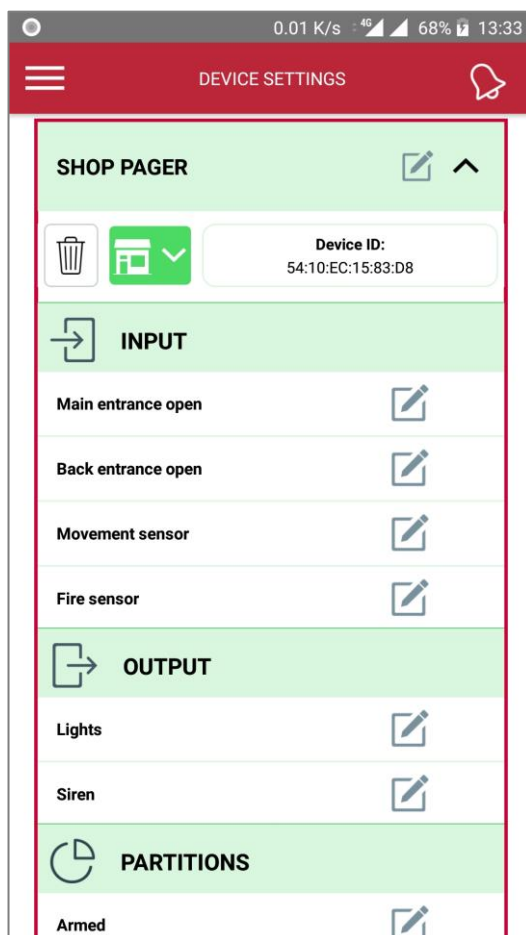 0.01 K/s 4G 68% 13:33
DEVICE SETTINGS
SHOP PAGER
Device ID:
54:10:EC:15:83:D8
INPUT
Main entrance open
Back entrance open
Movement sensor
Fire sensor
OUTPUT
Lights
Siren
PARTITIONS
Armed